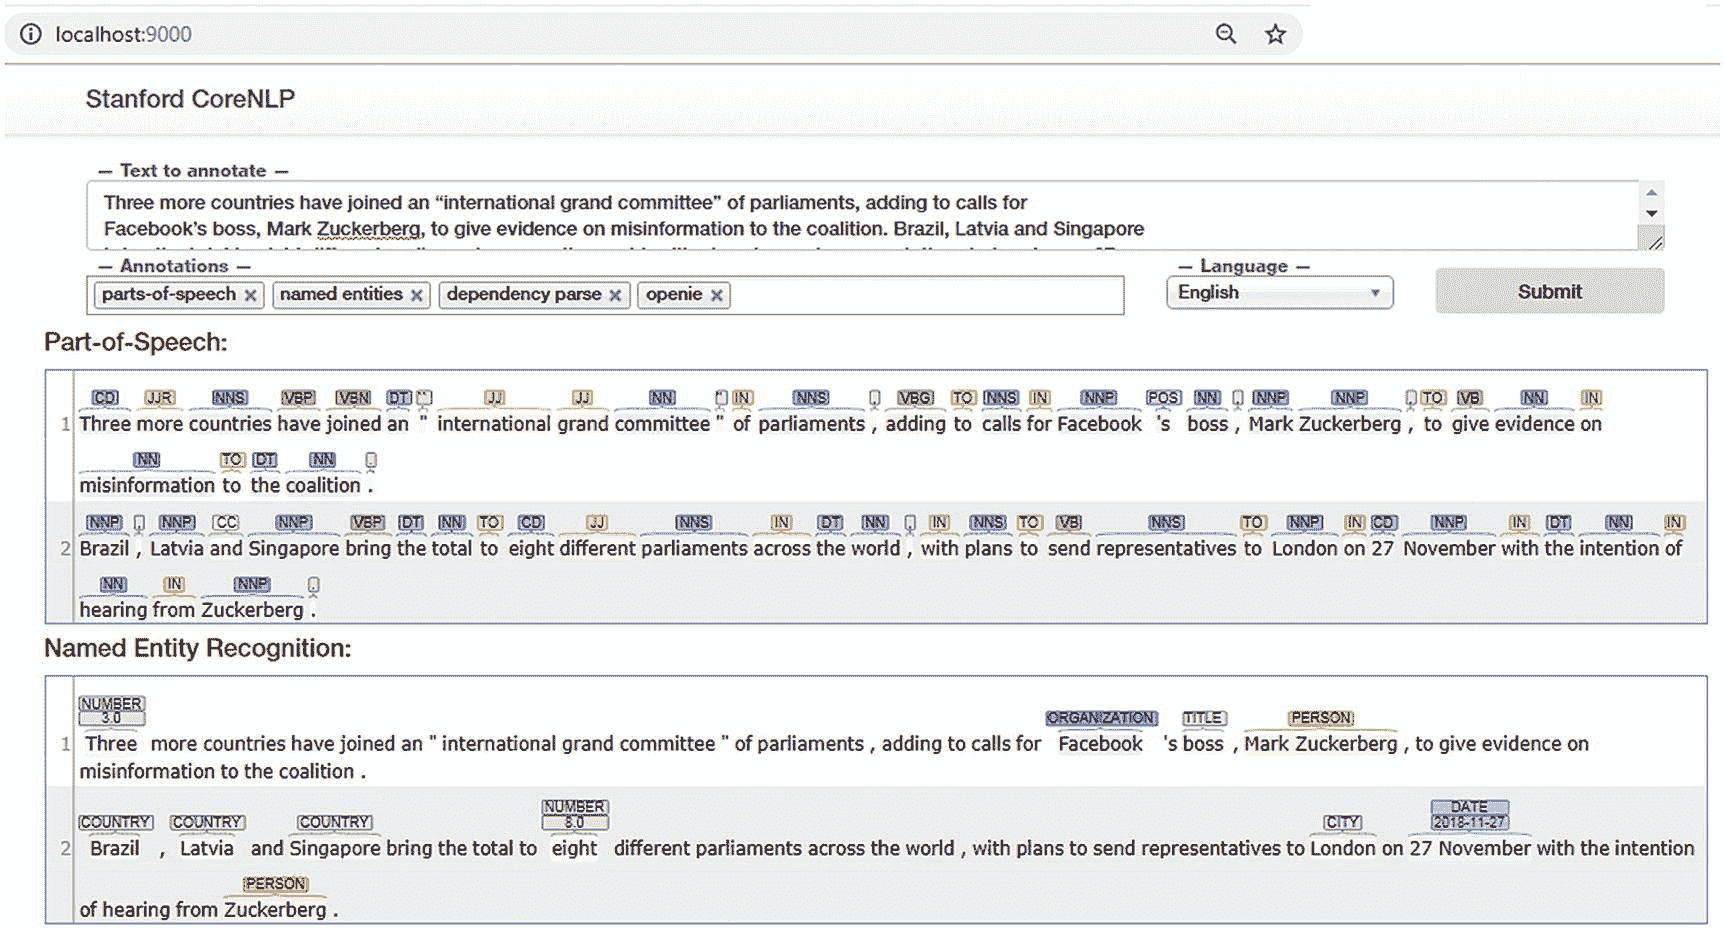 localhost:9000
Stanford CoreNLP
— Text to annotate —
Three more countries have joined an “international grand committee” of parliaments, adding to calls for
Facebook’s boss, Mark Zuckerberg, to give evidence on misinformation to the coalition. Brazil, Latvia and Singapore
— Annotations —
— Language —
parts-of-speech × named entities × dependency parse × openie ×
English
Submit
Part-of-Speech:
CD JJR NNS VBP VBN DT `` JJ JJ NN '' IN NNS , VBG TO NNS IN NNP POS NN , NNP NNP , TO VB NN IN
1 Three more countries have joined an " international grand committee " of parliaments , adding to calls for Facebook 's boss , Mark Zuckerberg , to give evidence on
NN TO DT NN .
misinformation to the coalition .
NNP , NNP CC NNP VBP DT NN TO CD JJ NNS IN DT NN , IN NNS TO VB NNS TO NNP IN CD NNP IN DT NN IN
2 Brazil , Latvia and Singapore bring the total to eight different parliaments across the world , with plans to send representatives to London on 27 November with the intention of
NN IN NNP .
hearing from Zuckerberg .
Named Entity Recognition:
NUMBER
3.0 ORGANIZATION TITLE PERSON
1 Three more countries have joined an " international grand committee " of parliaments , adding to calls for Facebook 's boss , Mark Zuckerberg , to give evidence on
misinformation to the coalition .
NUMBER DATE
COUNTRY COUNTRY COUNTRY 8.0 CITY 2018-11-27
2 Brazil , Latvia and Singapore bring the total to eight different parliaments across the world , with plans to send representatives to London on 27 November with the intention
PERSON
of hearing from Zuckerberg .